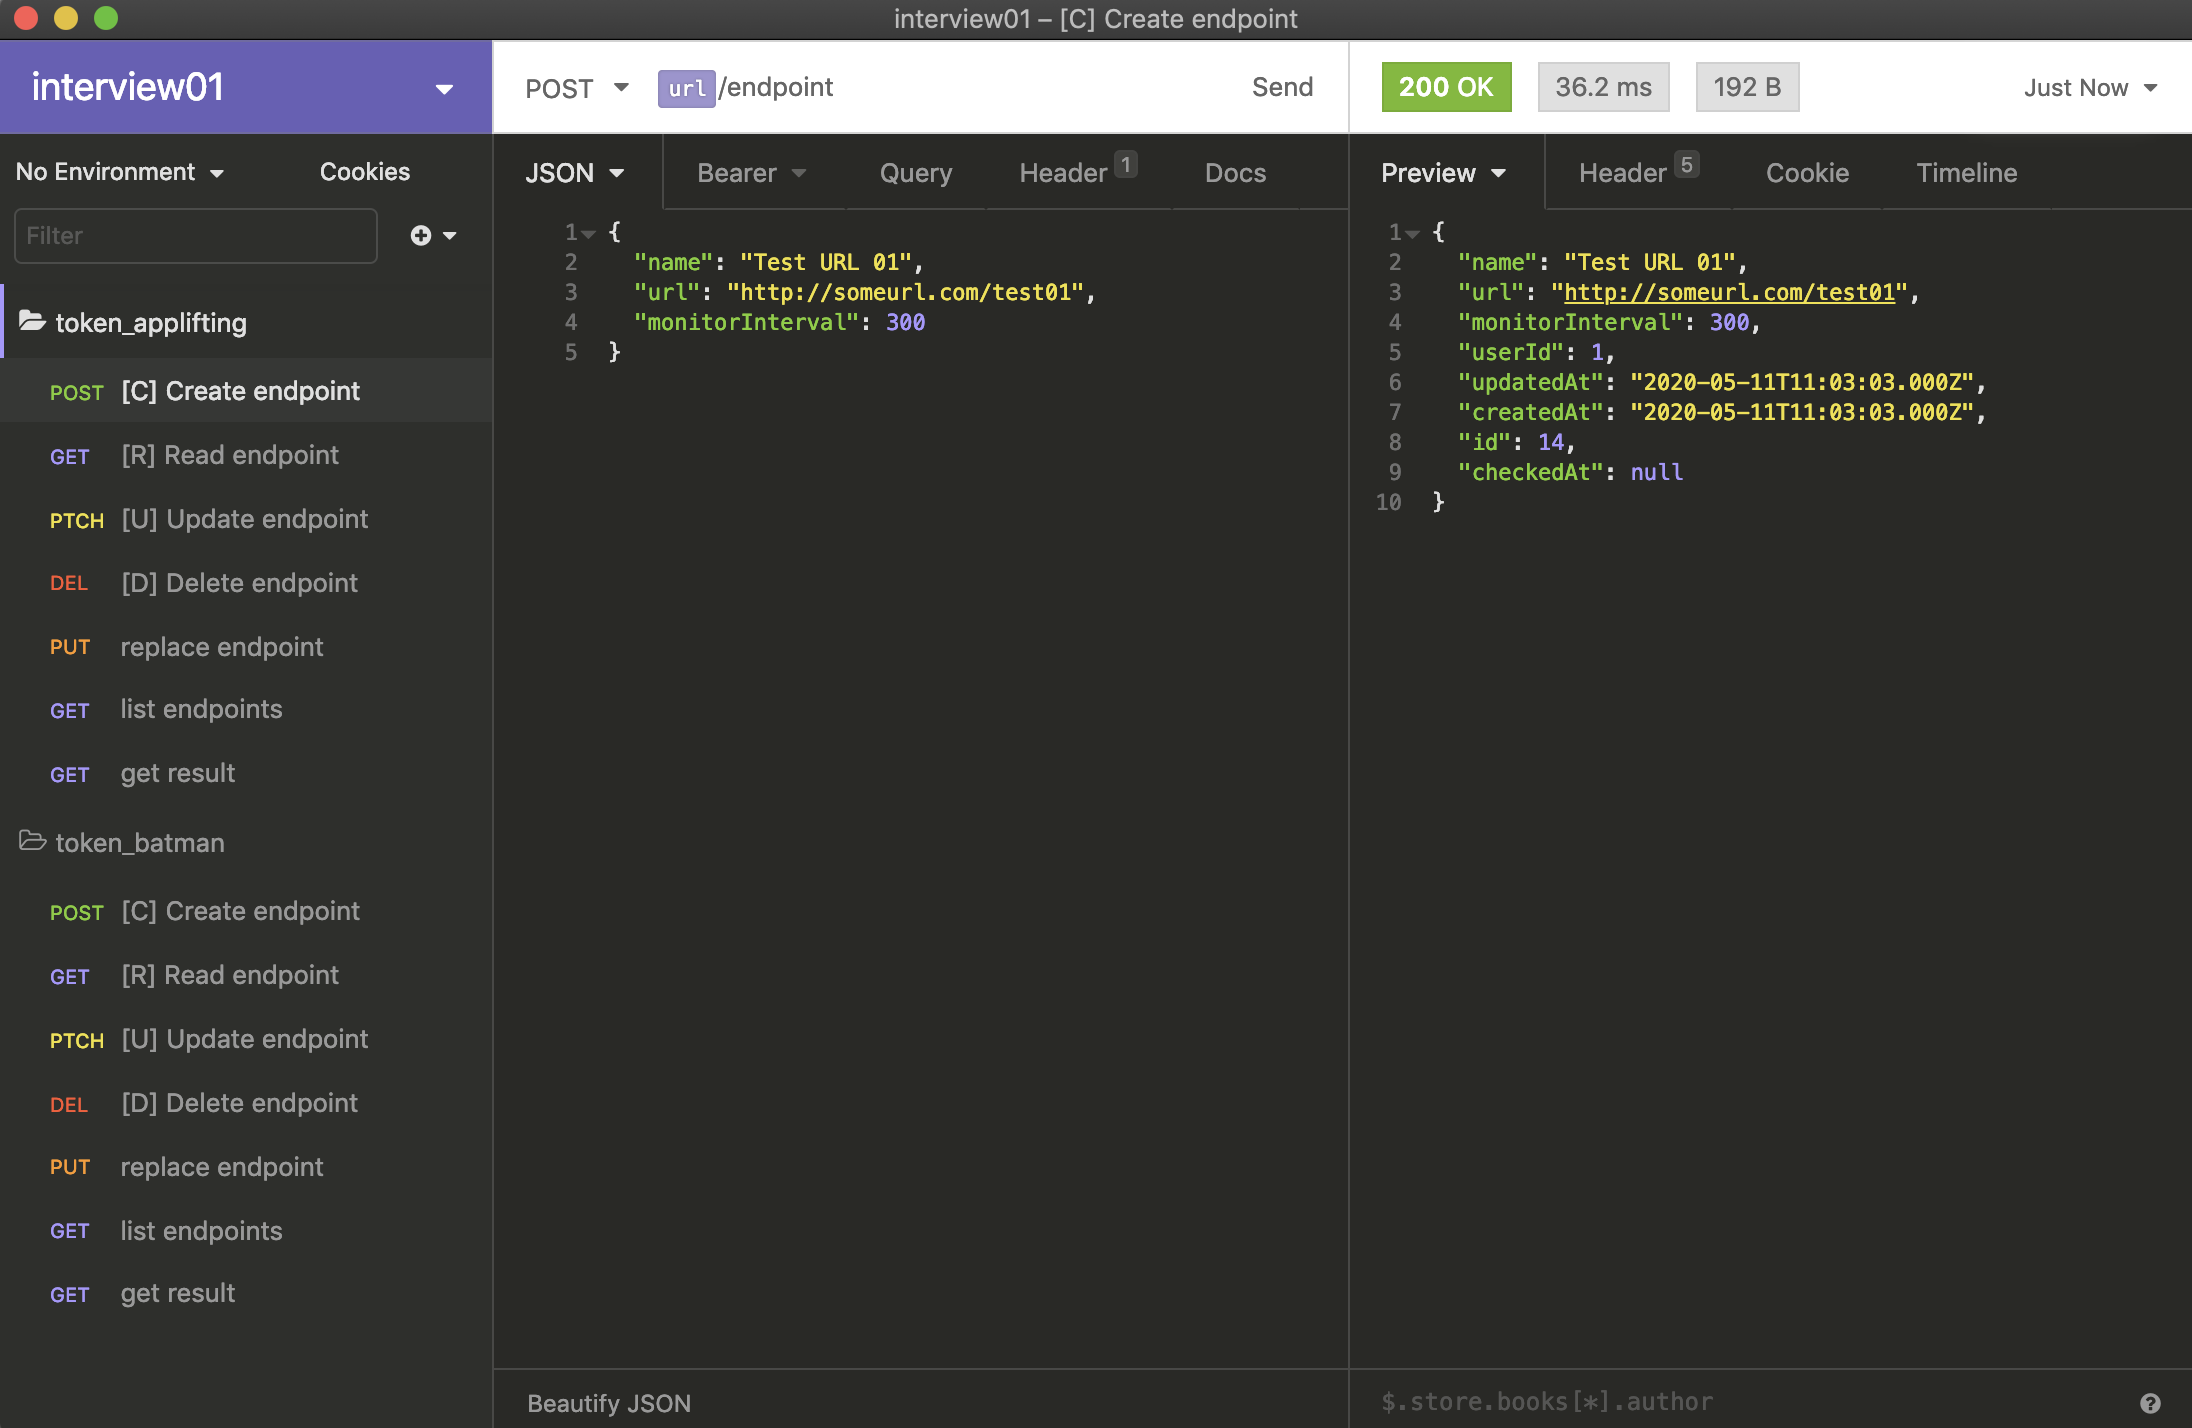 interview01 – [C] Create endpoint
interview01
POST url/endpoint Send
200 OK 36.2 ms 192 B Just Now
No Environment Cookies
Filter
token_applifting
POST [C] Create endpoint
GET [R] Read endpoint
PTCH [U] Update endpoint
DEL [D] Delete endpoint
PUT replace endpoint
GET list endpoints
GET get result
token_batman
POST [C] Create endpoint
GET [R] Read endpoint
PTCH [U] Update endpoint
DEL [D] Delete endpoint
PUT replace endpoint
GET list endpoints
GET get result
JSON Bearer Query Header 1 Docs
1 {
2 "name": "Test URL 01",
3 "url": "http://someurl.com/test01",
4 "monitorInterval": 300
5 }
Beautify JSON
Preview Header 5 Cookie Timeline
1 {
2 "name": "Test URL 01",
3 "url": "http://someurl.com/test01",
4 "monitorInterval": 300,
5 "userId": 1,
6 "updatedAt": "2020-05-11T11:03:03.000Z",
7 "createdAt": "2020-05-11T11:03:03.000Z",
8 "id": 14,
9 "checkedAt": null
10 }
$.store.books[*].author